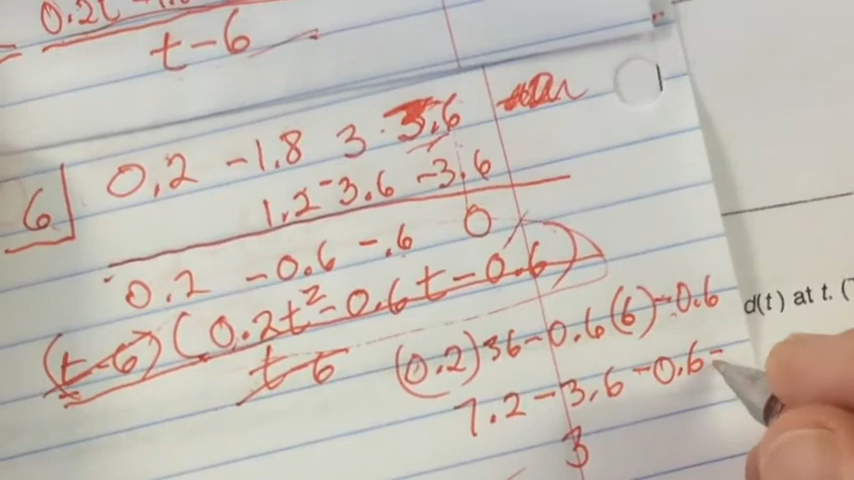 = 0.2t
t-6
6 0.2 -1.8 3 3.6
1.2 -3.6 -3.6
0.2 -0.6 -.6 0
(t-6)(0.2t²-0.6t-0.6)
t-6
(0.2)36-0.6(6)-0.6
7.2-3.6-0.6=
3
d(t) at t. (